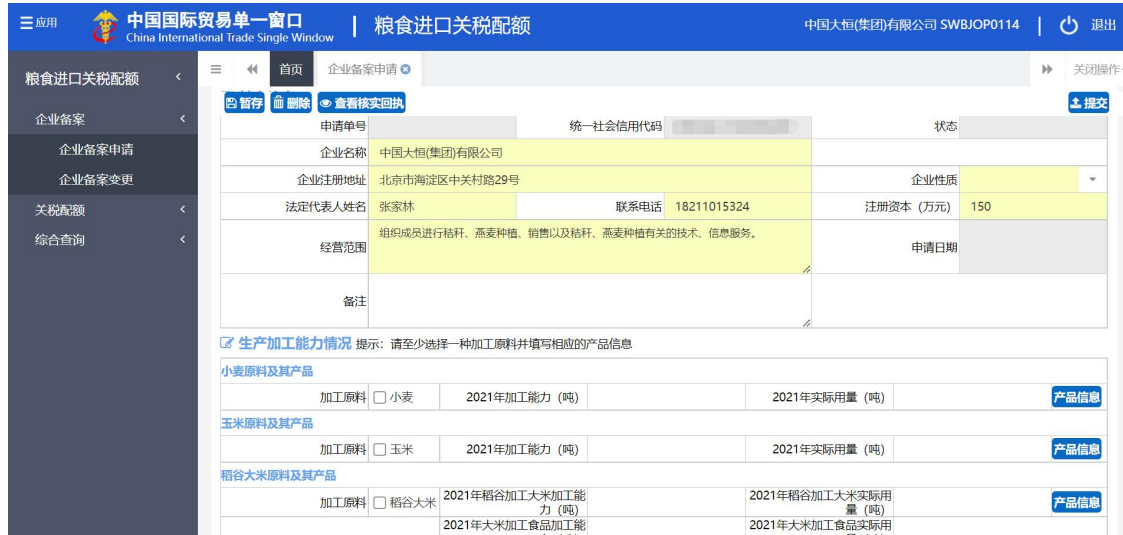 应用
中国国际贸易单一窗口
China International Trade Single Window
粮食进口关税配额
中国大恒(集团)有限公司 SWBJOP0114
退出
粮食进口关税配额
首页
企业备案申请
关闭操作
企业备案
企业备案申请
企业备案变更
关税配额
综合查询
暂存 删除 查看核实回执 提交
申请单号 统一社会信用代码 状态
企业名称 中国大恒(集团)有限公司
企业注册地址 北京市海淀区中关村路29号 企业性质
法定代表人姓名 张家林 联系电话 18211015324 注册资本（万元） 150
经营范围 组织成员进行秸秆、燕麦种植、销售以及秸秆、燕麦种植有关的技术、信息服务。 申请日期
备注
生产加工能力情况 提示：请至少选择一种加工原料并填写相应的产品信息
小麦原料及其产品
加工原料 小麦 2021年加工能力（吨） 2021年实际用量（吨） 产品信息
玉米原料及其产品
加工原料 玉米 2021年加工能力（吨） 2021年实际用量（吨） 产品信息
稻谷大米原料及其产品
加工原料 稻谷大米 2021年稻谷加工大米加工能力（吨） 2021年稻谷加工大米实际用量（吨） 产品信息
2021年大米加工食品加工能 2021年大米加工食品实际用